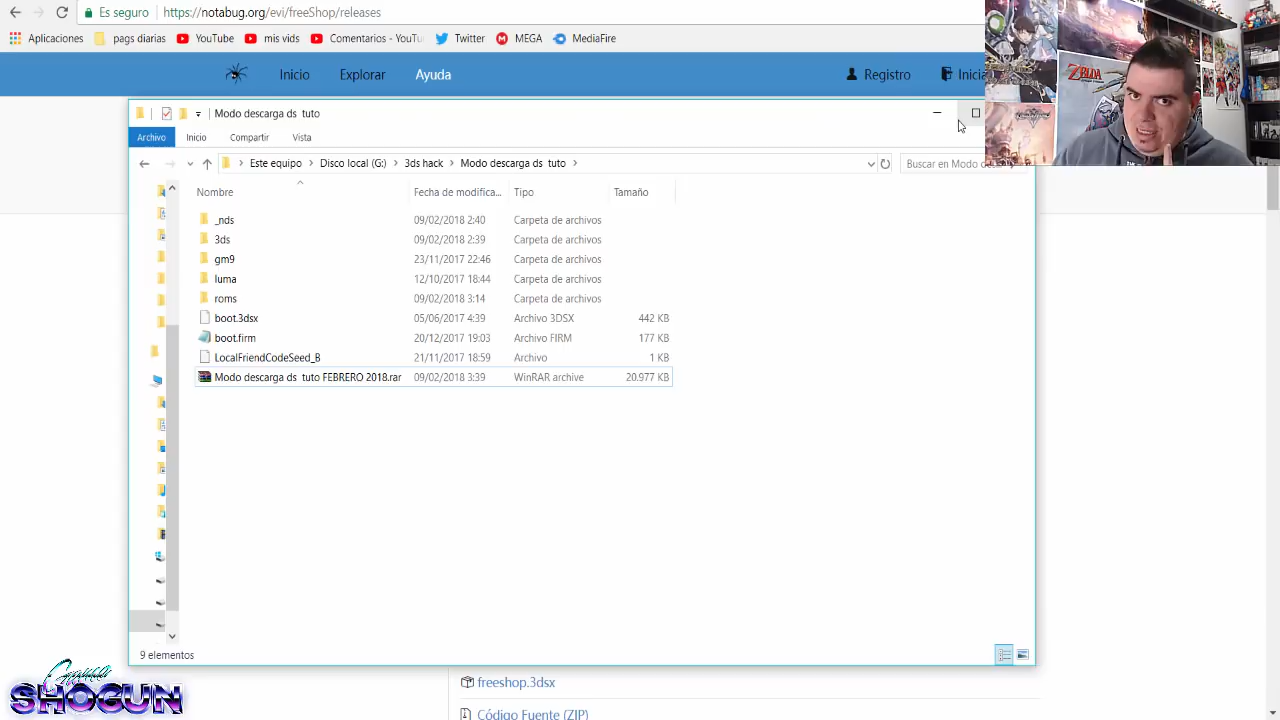 Es seguro https://notabug.org/evi/freeShop/releases
Aplicaciones pags diarias YouTube mis vids Comentarios - YouTu Twitter MEGA MediaFire
Inicio Explorar Ayuda Registro Inicia
Modo descarga ds tuto
Archivo Inicio Compartir Vista
Este equipo > Disco local (G:) > 3ds hack > Modo descarga ds tuto >
Buscar en Modo de...
Nombre Fecha de modifica... Tipo Tamaño
_nds 09/02/2018 2:40 Carpeta de archivos
3ds 09/02/2018 2:39 Carpeta de archivos
gm9 23/11/2017 22:46 Carpeta de archivos
luma 12/10/2017 18:44 Carpeta de archivos
roms 09/02/2018 3:14 Carpeta de archivos
boot.3dsx 05/06/2017 4:39 Archivo 3DSX 442 KB
boot.firm 20/12/2017 19:03 Archivo FIRM 177 KB
LocalFriendCodeSeed_B 21/11/2017 18:59 Archivo 1 KB
Modo descarga ds tuto FEBRERO 2018.rar 09/02/2018 3:39 WinRAR archive 20.977 KB
9 elementos
freeshop.3dsx
Código Fuente (ZIP)
ZELDA
SHOGUN